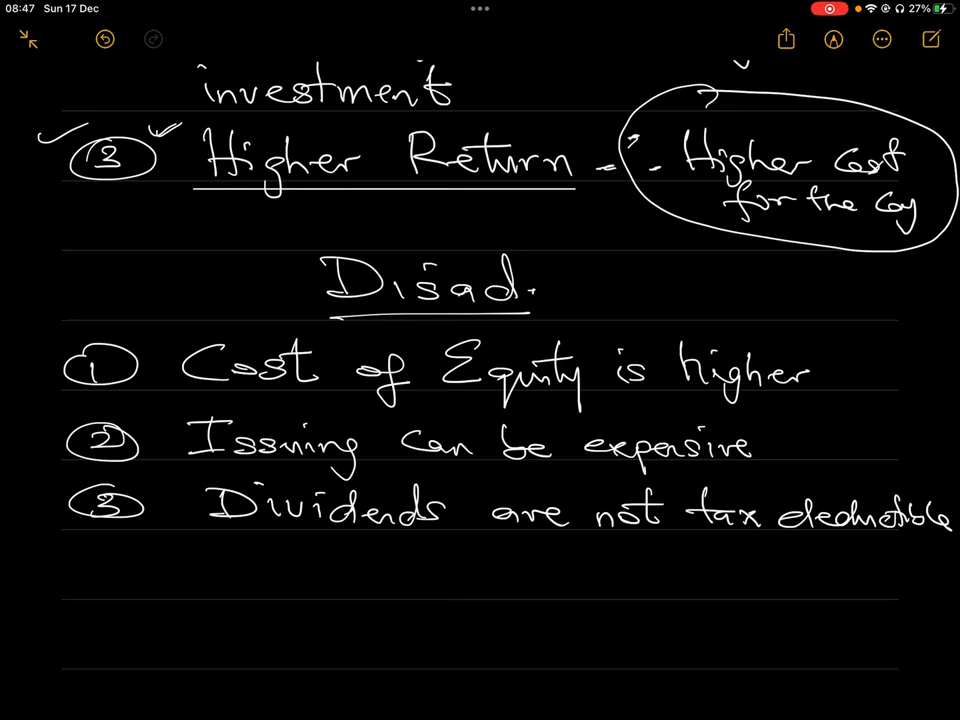 08:47 Sun 17 Dec 27%
investment
③ Higher Return - - Higher Cost
for the Coy
Disad.
① Cost of Equity is higher
② Issuing can be expensive
③ Dividends are not tax deductible